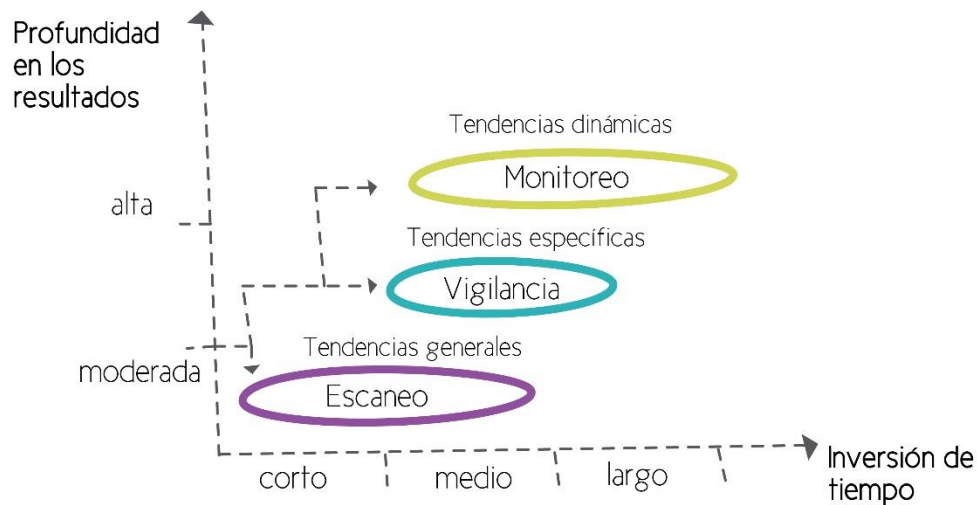 Profundidad
en los
resultados
Tendencias dinámicas
Monitoreo
alta
Tendencias específicas
Vigilancia
Tendencias generales
moderada
Escaneo
corto
medio
largo
Inversión de
tiempo